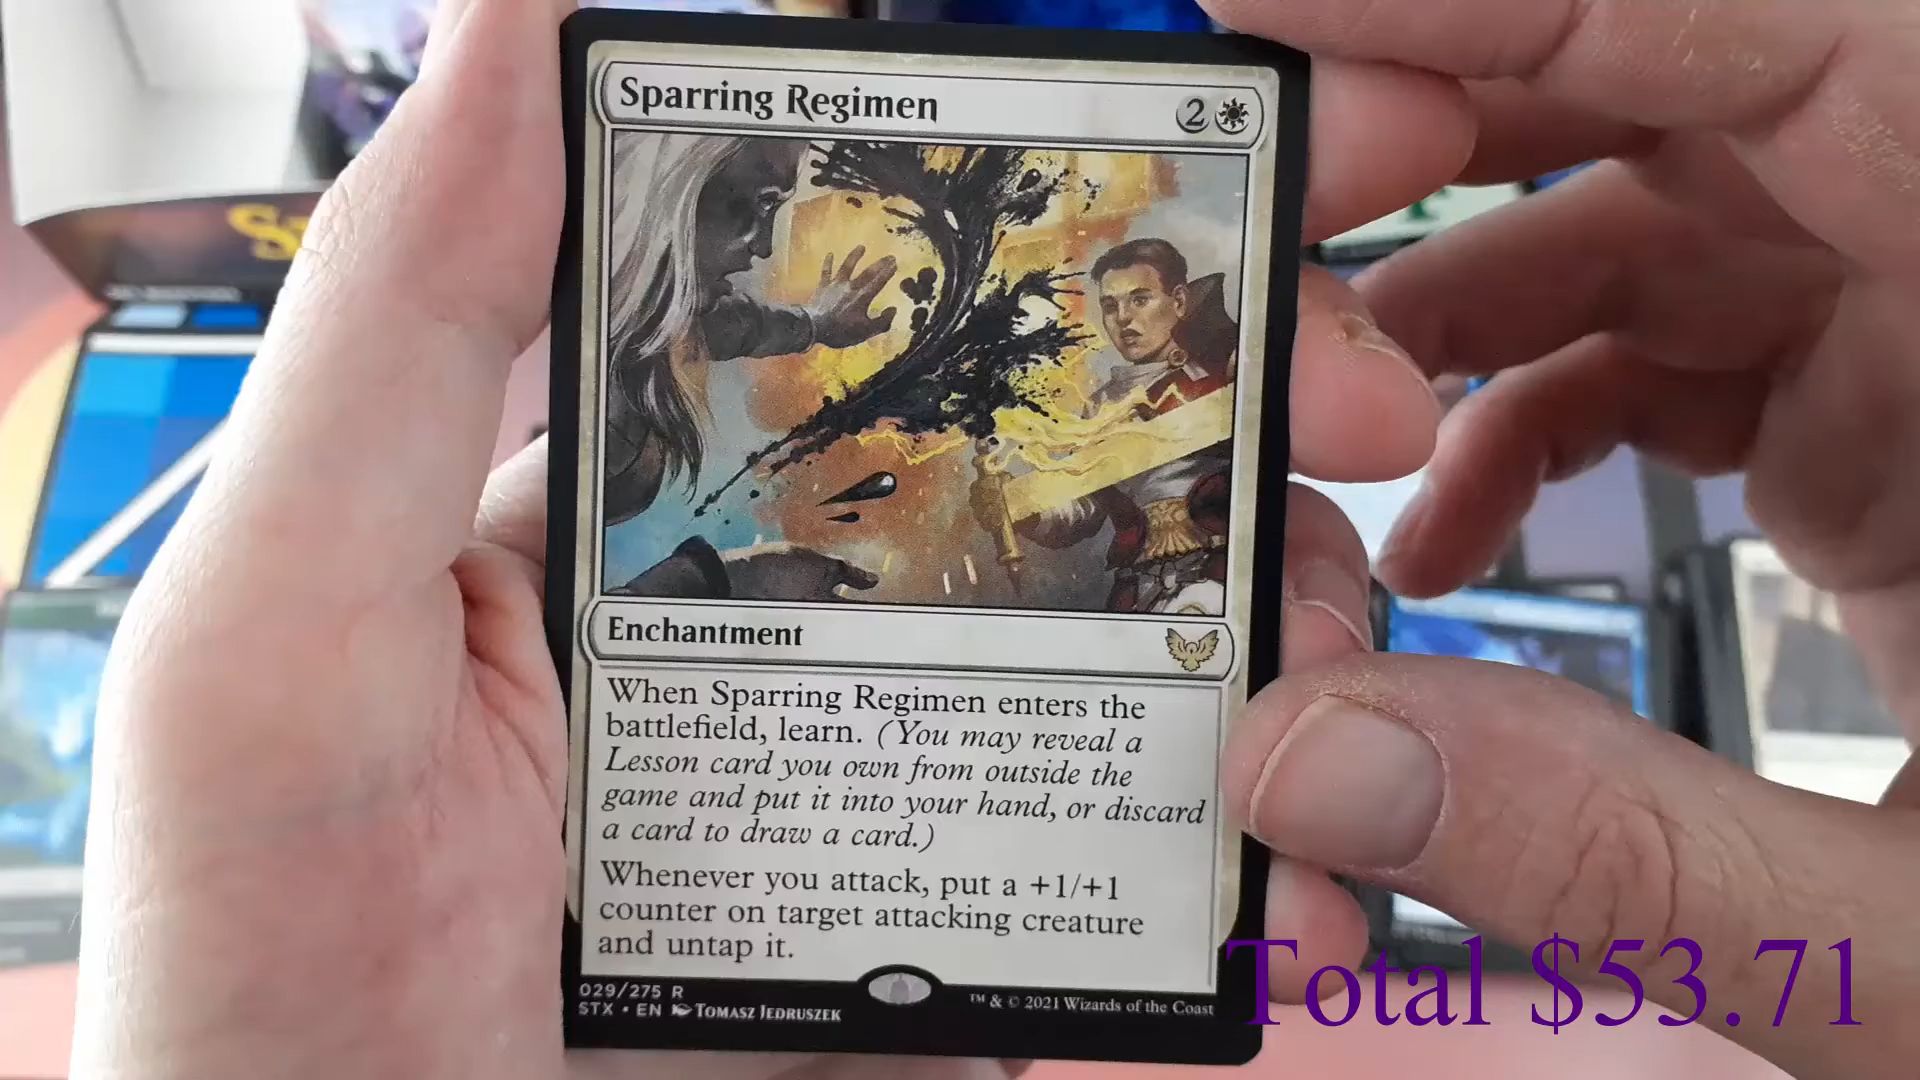 Sparring Regimen 2
Enchantment
When Sparring Regimen enters the
battlefield, learn. (You may reveal a
Lesson card you own from outside the
game and put it into your hand, or discard
a card to draw a card.)
Whenever you attack, put a +1/+1
counter on target attacking creature
and untap it.
029/275 R
STX • EN TOMASZ JEDRUSZEK
™ & © 2021 Wizards of the Coast
Total $53.71